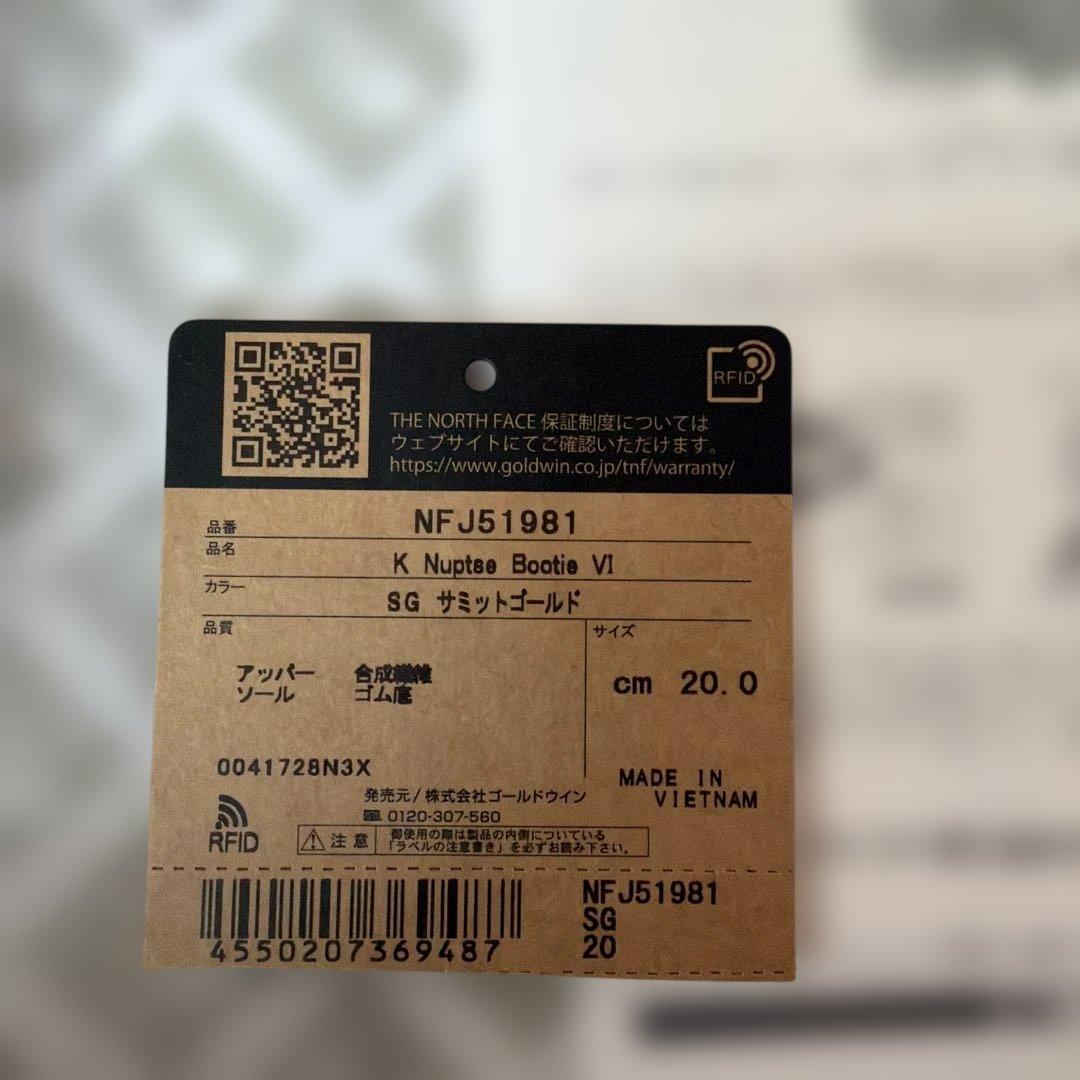 RFID
THE NORTH FACE 保証制度については
ウェブサイトにてご確認いただけます。
https://www.goldwin.co.jp/tnf/warranty/
品番 NFJ51981
品名 K Nuptse Bootie VI
カラー SG サミットゴールド
品質
サイズ
アッパー 合成繊維
ソール ゴム底
cm 20.0
0041728N3X
MADE IN
VIETNAM
発売元/株式会社ゴールドウイン
☎ 0120-307-560
RFID
⚠ 注意
御使用の際は製品の内側についている
「ラベルの注意書き」を必ずお読み下さい。
4550207369487
NFJ51981
SG
20